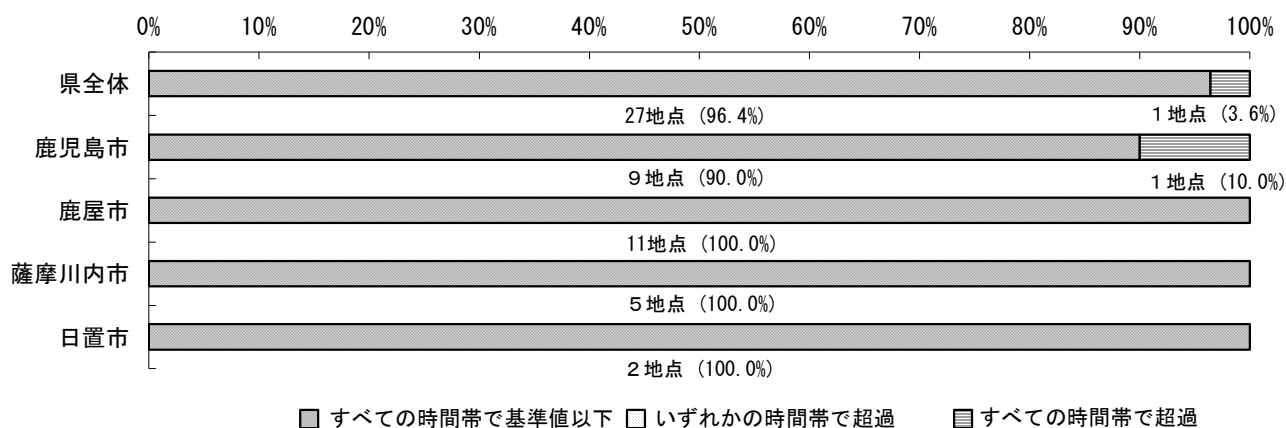 0% 10% 20% 30% 40% 50% 60% 70% 80% 90% 100%
県全体
27地点 (96.4%) 1地点 (3.6%)
鹿児島市
9地点 (90.0%) 1地点 (10.0%)
鹿屋市
11地点 (100.0%)
薩摩川内市
5地点 (100.0%)
日置市
2地点 (100.0%)
すべての時間帯で基準値以下 いずれかの時間帯で超過 すべての時間帯で超過